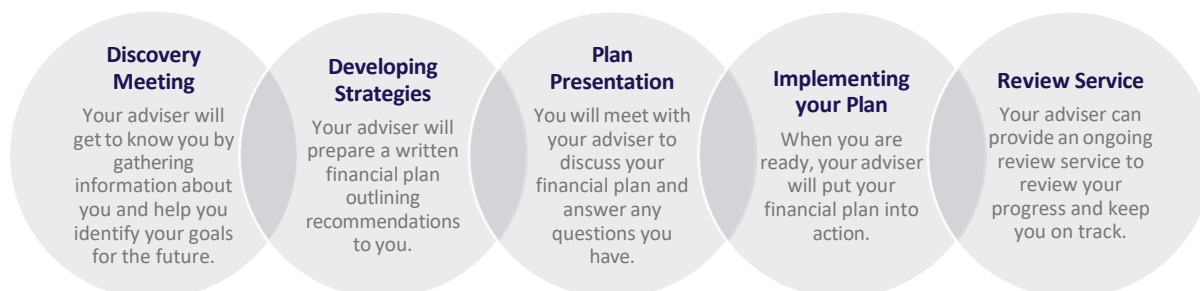 Discovery
Meeting
Your adviser will
get to know you by
gathering
information about
you and help you
identify your goals
for the future.
Developing
Strategies
Your adviser will
prepare a written
financial plan
outlining
recommendations
to you.
Plan
Presentation
You will meet with
your adviser to
discuss your
financial plan and
answer any
questions you
have.
Implementing
your Plan
When you are
ready, your adviser
will put your
financial plan into
action.
Review Service
Your adviser can
provide an ongoing
review service to
review your
progress and keep
you on track.